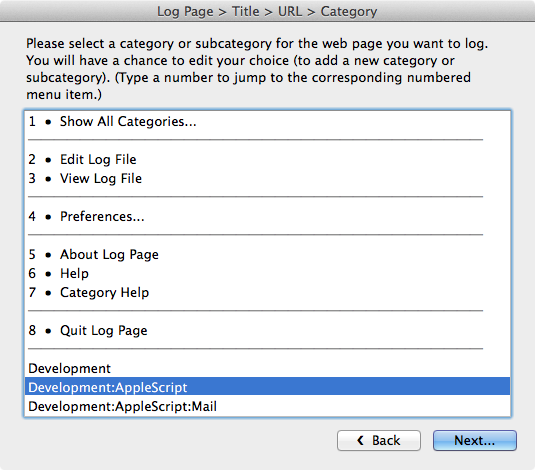 Log Page > Title > URL > Category
Please select a category or subcategory for the web page you want to log.
You will have a chance to edit your choice (to add a new category or
subcategory). (Type a number to jump to the corresponding numbered
menu item.)
1 • Show All Categories...
2 • Edit Log File
3 • View Log File
4 • Preferences...
5 • About Log Page
6 • Help
7 • Category Help
8 • Quit Log Page
Development
Development:AppleScript
Development:AppleScript:Mail
‹ Back
Next...